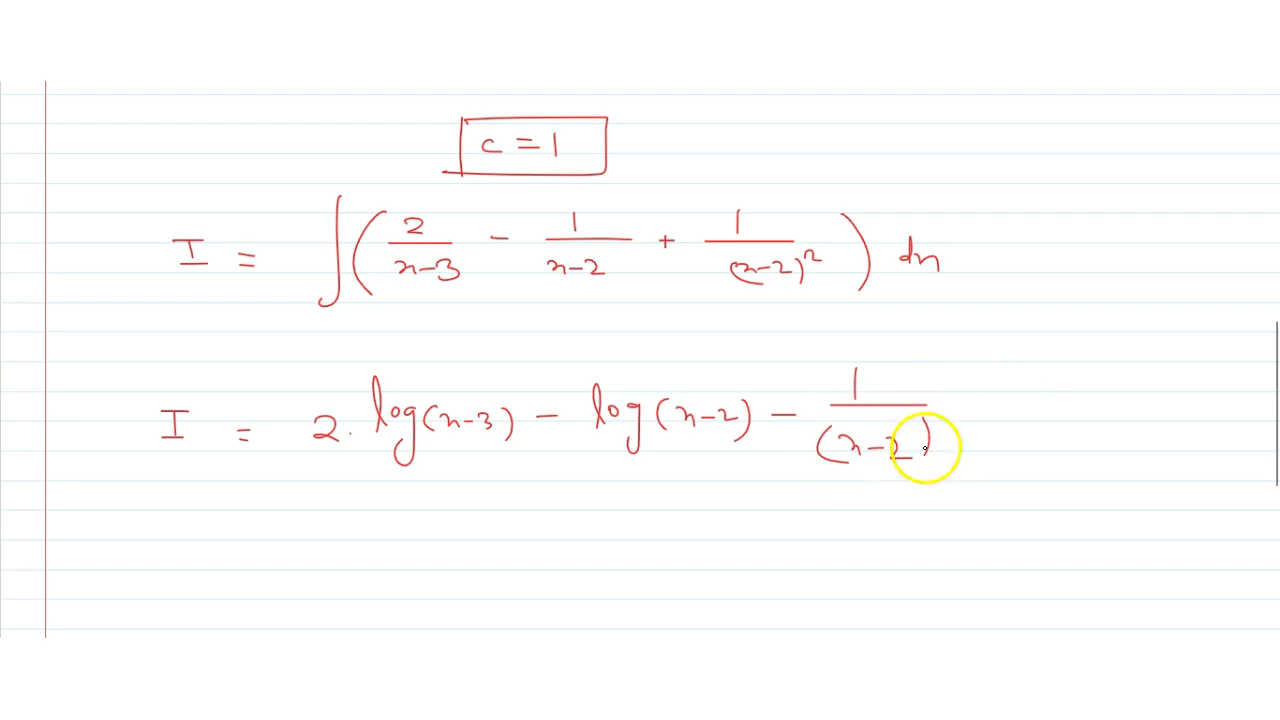 c = 1
I = ∫ ( 2/(x-3) - 1/(x-2) + 1/(x-2)² ) dx
I = 2. log(x-3) - log(x-2) - 1/(x-2)